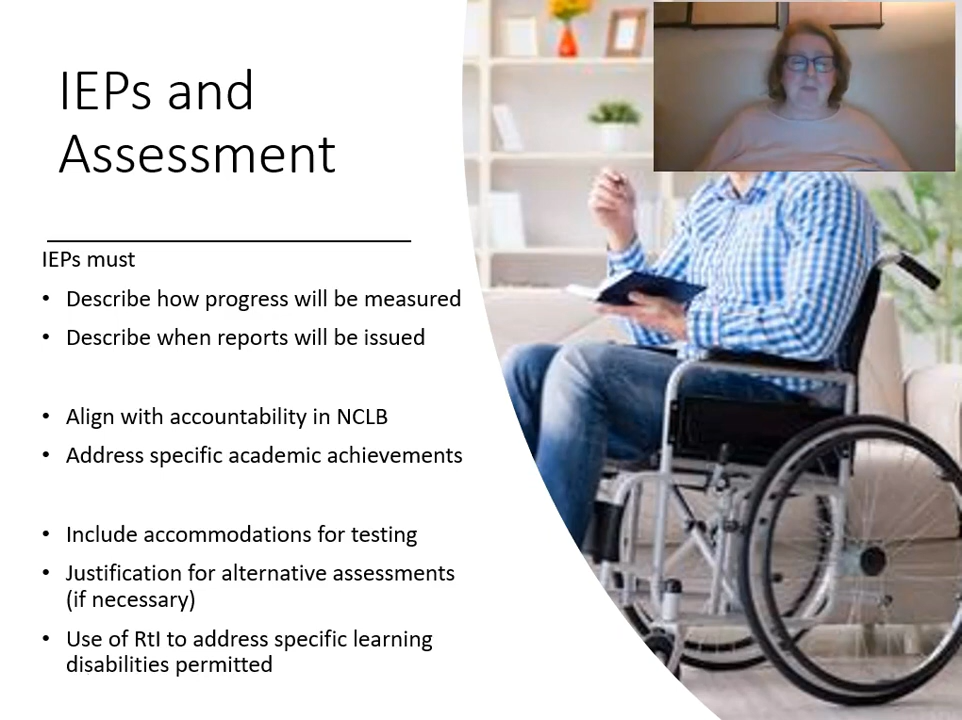 IEPs and
Assessment
IEPs must
• Describe how progress will be measured
• Describe when reports will be issued
• Align with accountability in NCLB
• Address specific academic achievements
• Include accommodations for testing
• Justification for alternative assessments
(if necessary)
• Use of RtI to address specific learning
disabilities permitted